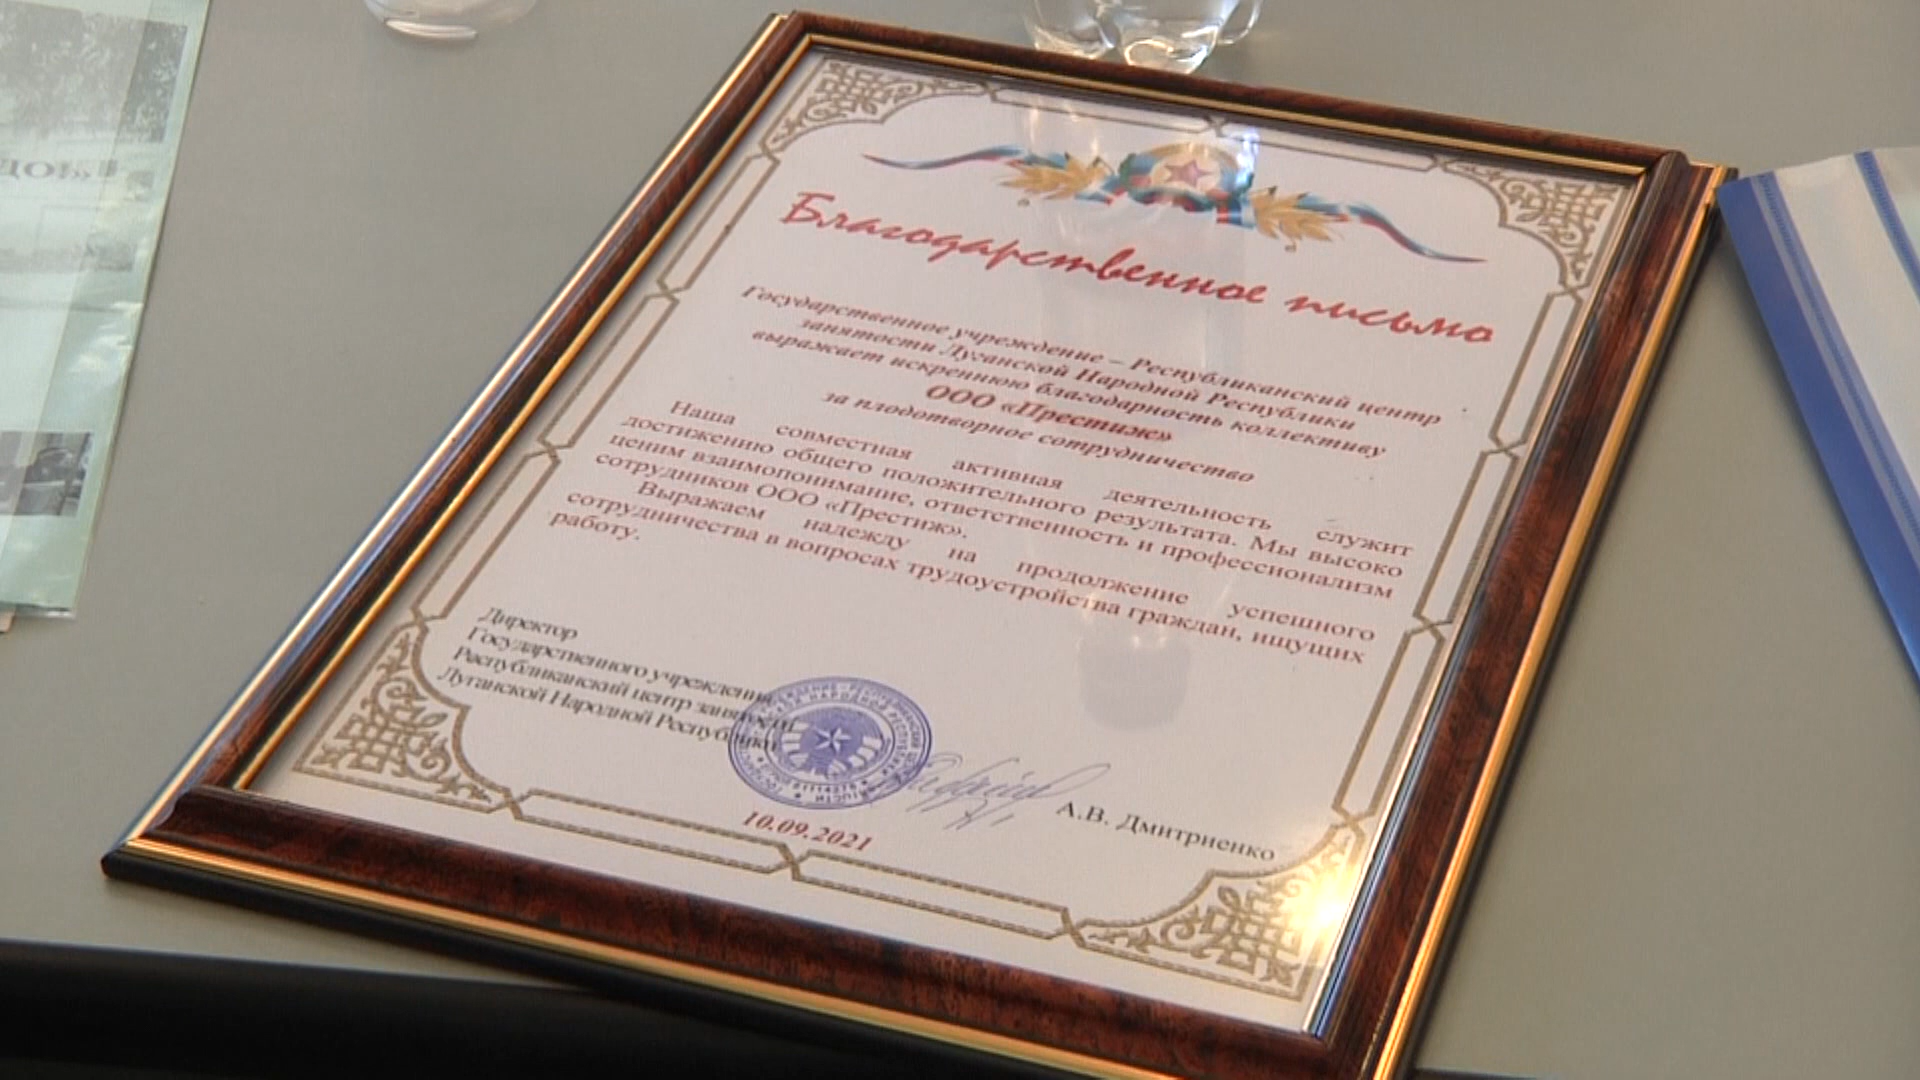 Благодарственное письмо
Государственное учреждение – Республиканский центр
занятости Луганской Народной Республики
выражает искреннюю благодарность коллективу
ООО «Престиж»
за плодотворное сотрудничество
Наша совместная активная деятельность служит
достижению общего положительного результата. Мы высоко
ценим взаимопонимание, ответственность и профессионализм
сотрудников ООО «Престиж».
Выражаем надежду на продолжение успешного
сотрудничества в вопросах трудоустройства граждан, ищущих
работу.
Директор
Государственного учреждения
Республиканский центр занятости
Луганской Народной Республики
А.В. Дмитриенко
10.09.2021